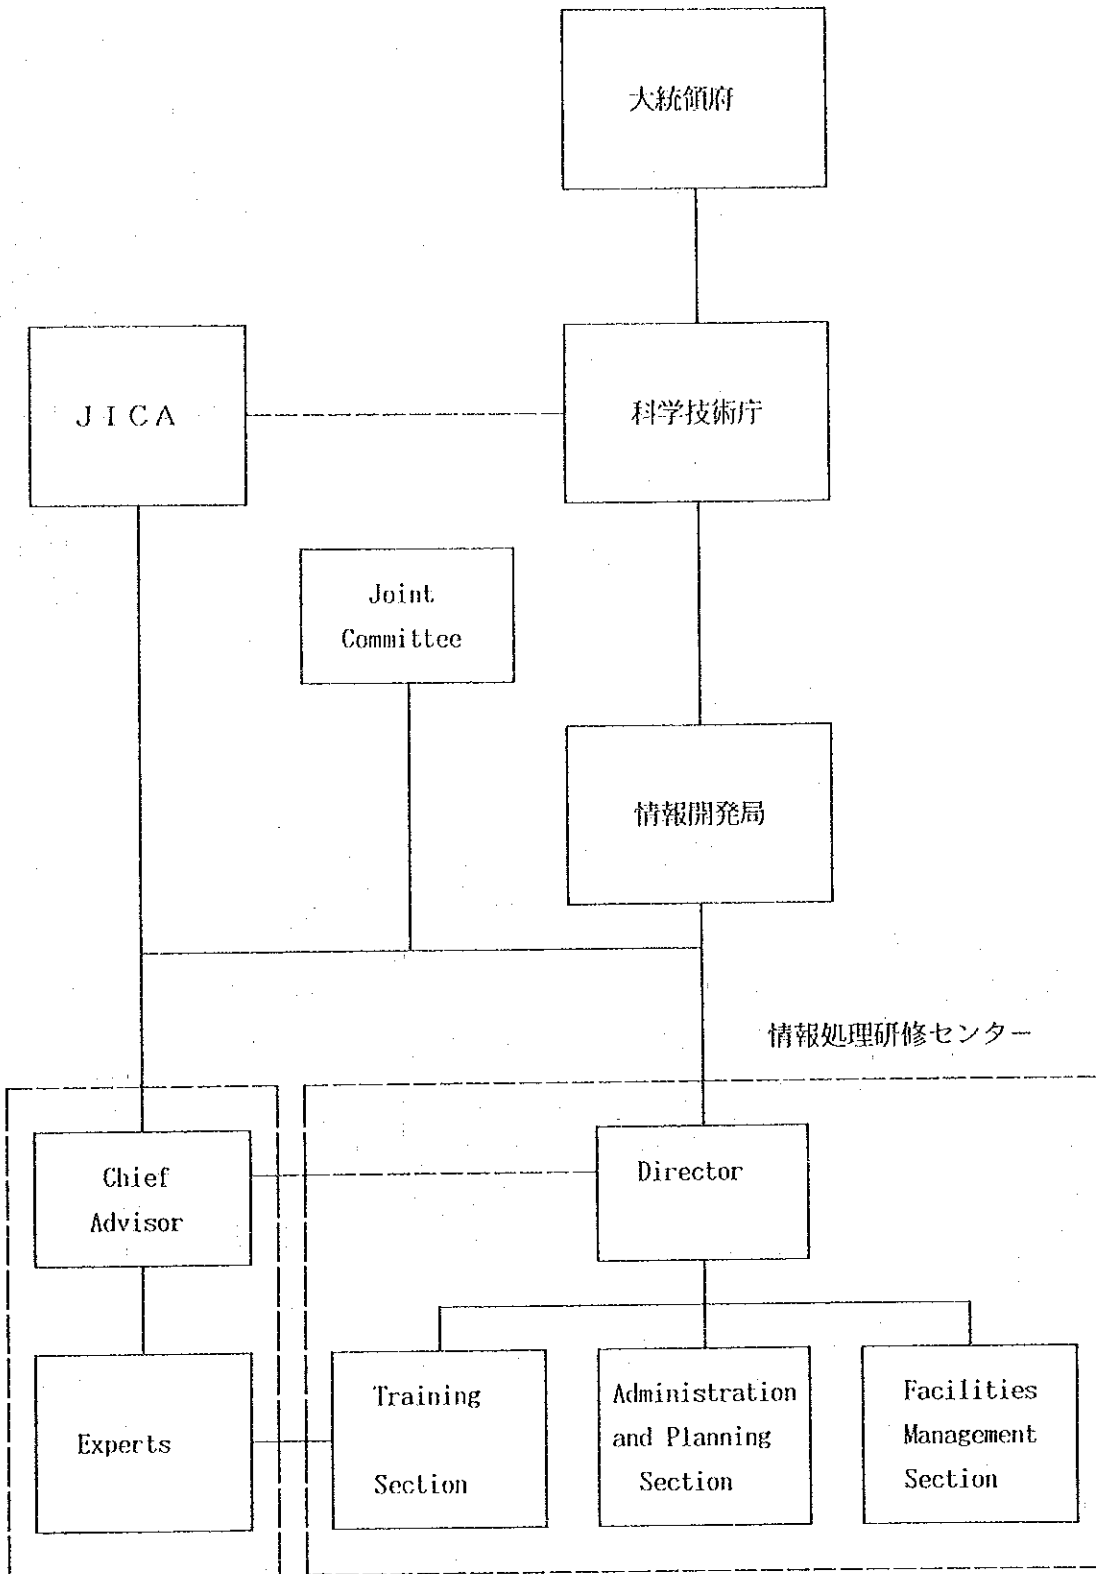 大統領府
JICA
科学技術庁
Joint
Committee
情報開発局
情報処理研修センター
Chief
Advisor
Director
Experts
Training
Section
Administration
and Planning
Section
Facilities
Management
Section